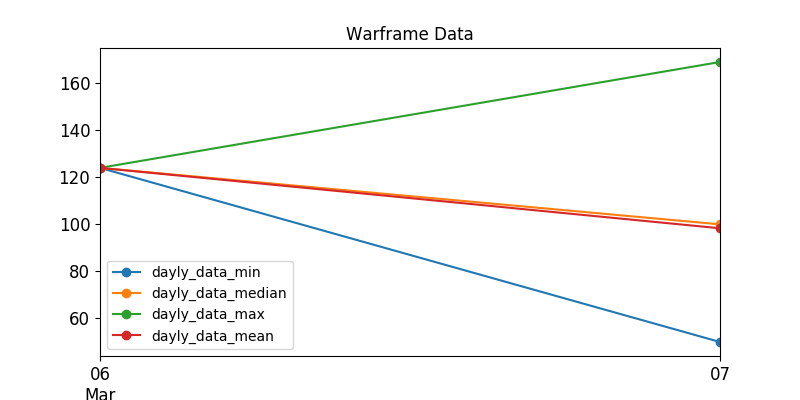 Warframe Data
160
140
120
100
80
60
dayly_data_min
dayly_data_median
dayly_data_max
dayly_data_mean
06
07
Mar